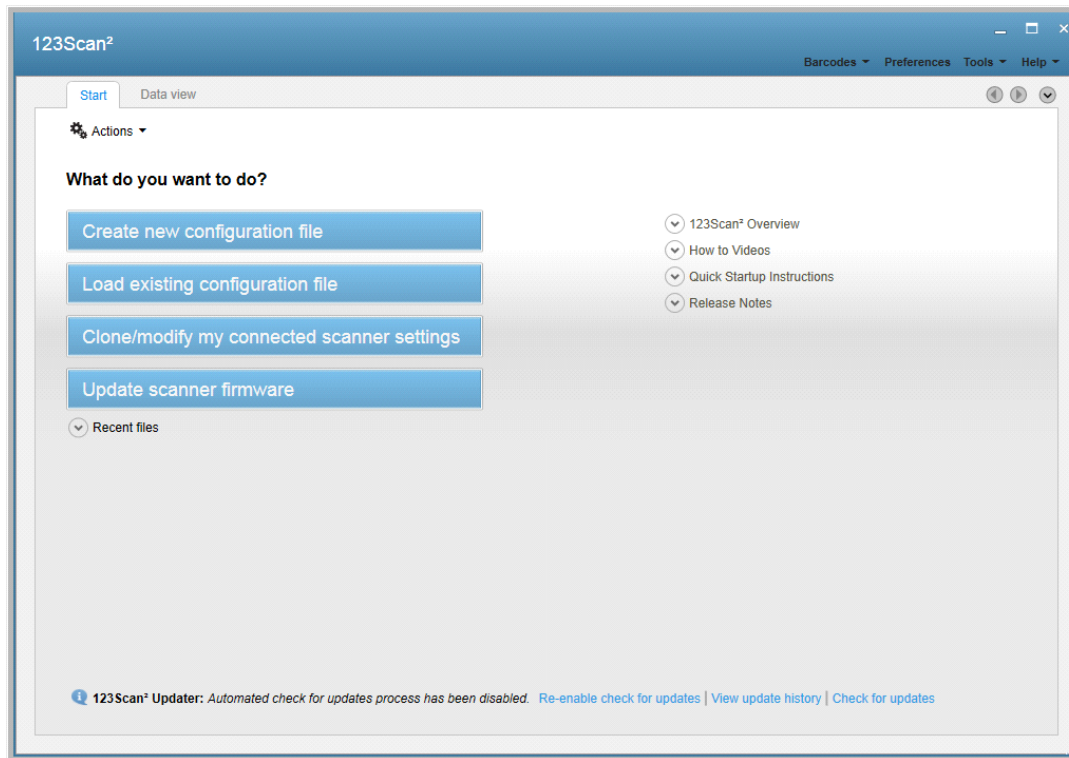 123Scan²
Barcodes Preferences Tools Help
Start Data view
Actions
What do you want to do?
Create new configuration file
Load existing configuration file
Clone/modify my connected scanner settings
Update scanner firmware
Recent files
123Scan² Overview
How to Videos
Quick Startup Instructions
Release Notes
123Scan² Updater: Automated check for updates process has been disabled. Re-enable check for updates | View update history | Check for updates